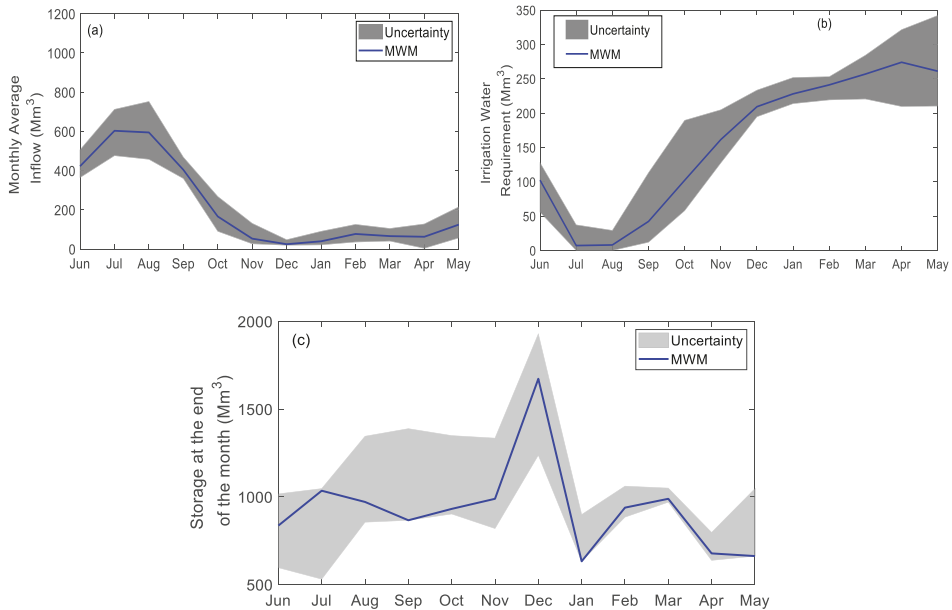 (a)
Uncertainty
MWM
Monthly Average
Inflow (Mm³)
1200
1000
800
600
400
200
0
Jun Jul Aug Sep Oct Nov Dec Jan Feb Mar Apr May
(b)
Uncertainty
MWM
Irrigation Water
Requirement (Mm³)
350
300
250
200
150
100
50
0
Jun Jul Aug Sep Oct Nov Dec Jan Feb Mar Apr May
(c)
Uncertainty
MWM
Storage at the end
of the month (Mm³)
2000
1500
1000
500
Jun Jul Aug Sep Oct Nov Dec Jan Feb Mar Apr May